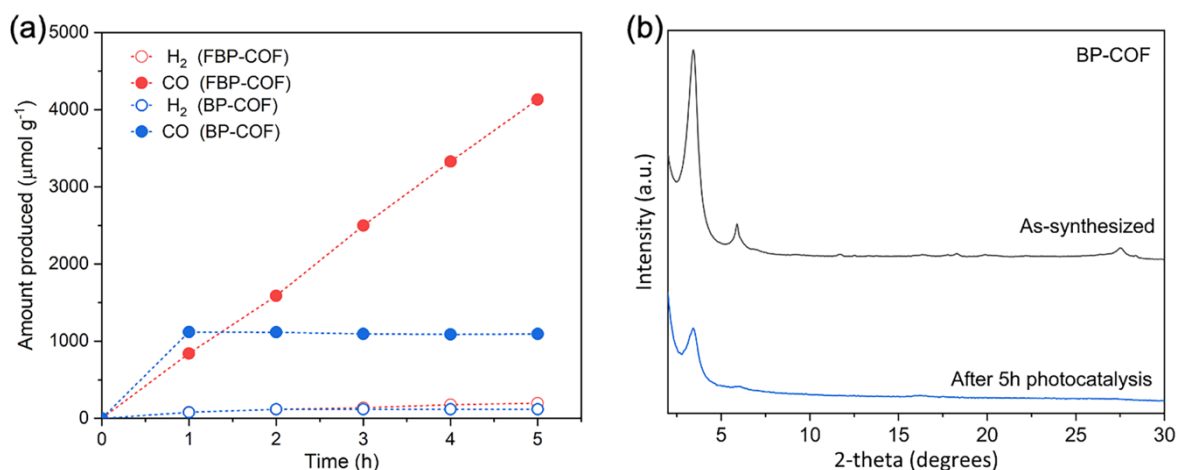 (a)
5000
4000
3000
2000
1000
0
Amount produced (μmol g⁻¹)
H₂ (FBP-COF)
CO (FBP-COF)
H₂ (BP-COF)
CO (BP-COF)
0 1 2 3 4 5
Time (h)
(b)
BP-COF
Intensity (a.u.)
As-synthesized
After 5h photocatalysis
5 10 15 20 25 30
2-theta (degrees)